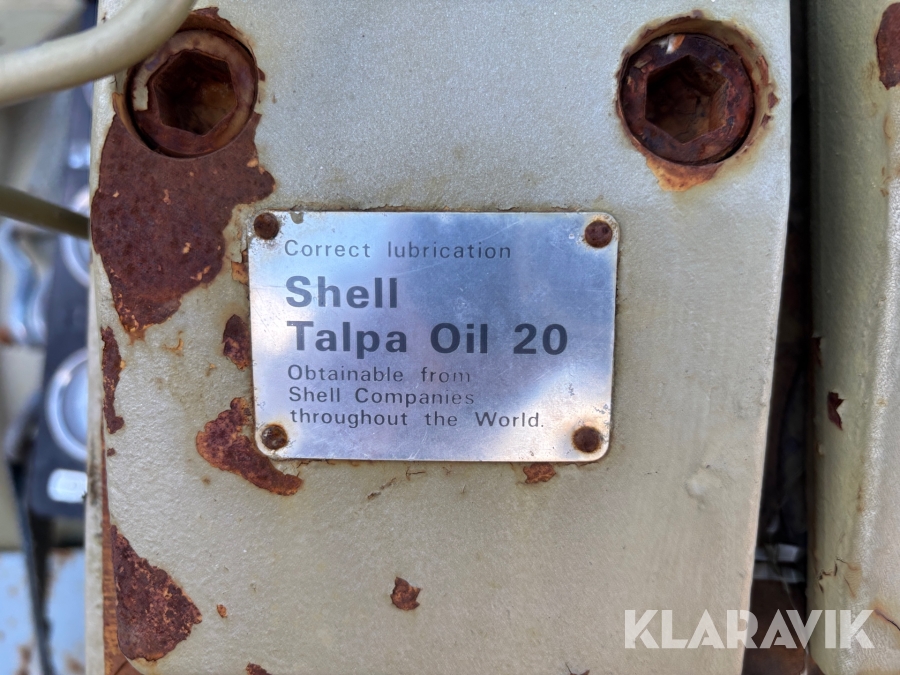 Correct lubrication
Shell
Talpa Oil 20
Obtainable from
Shell Companies
throughout the World.
KLARAVIK